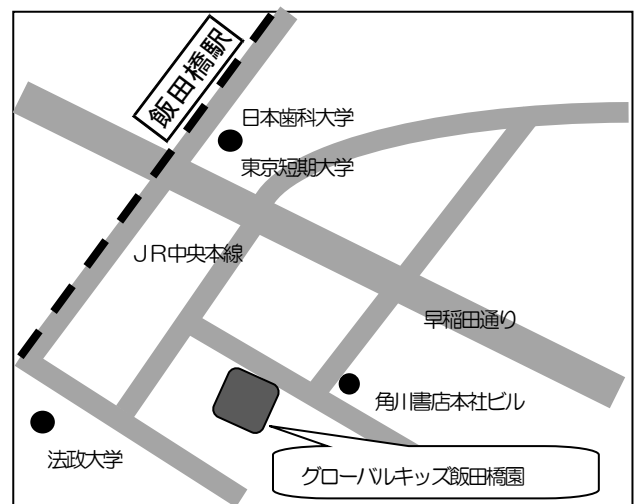 飯田橋駅
日本歯科大学
東京短期大学
ＪＲ中央本線
早稲田通り
角川書店本社ビル
法政大学
グローバルキッズ飯田橋園